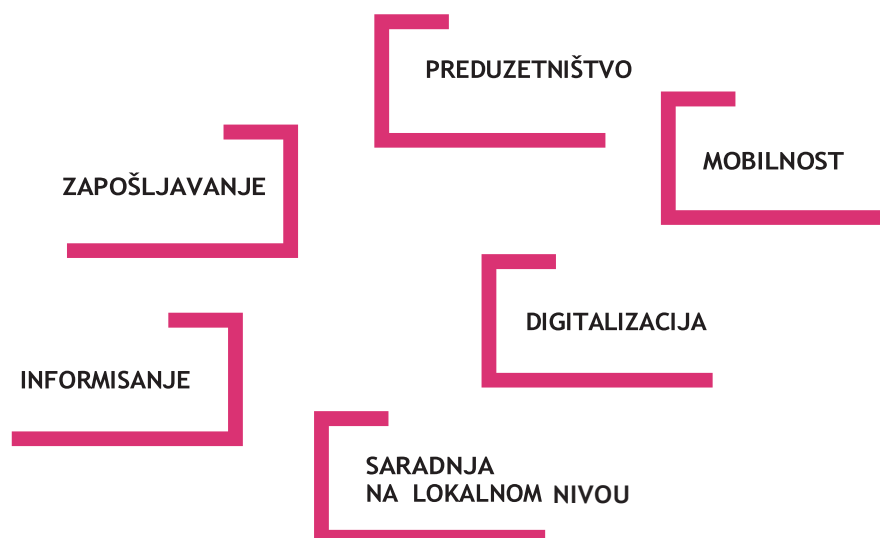 PREDUZETNIŠTVO
MOBILNOST
ZAPOŠLJAVANJE
DIGITALIZACIJA
INFORMISANJE
SARADNJA
NA LOKALNOM NIVOU